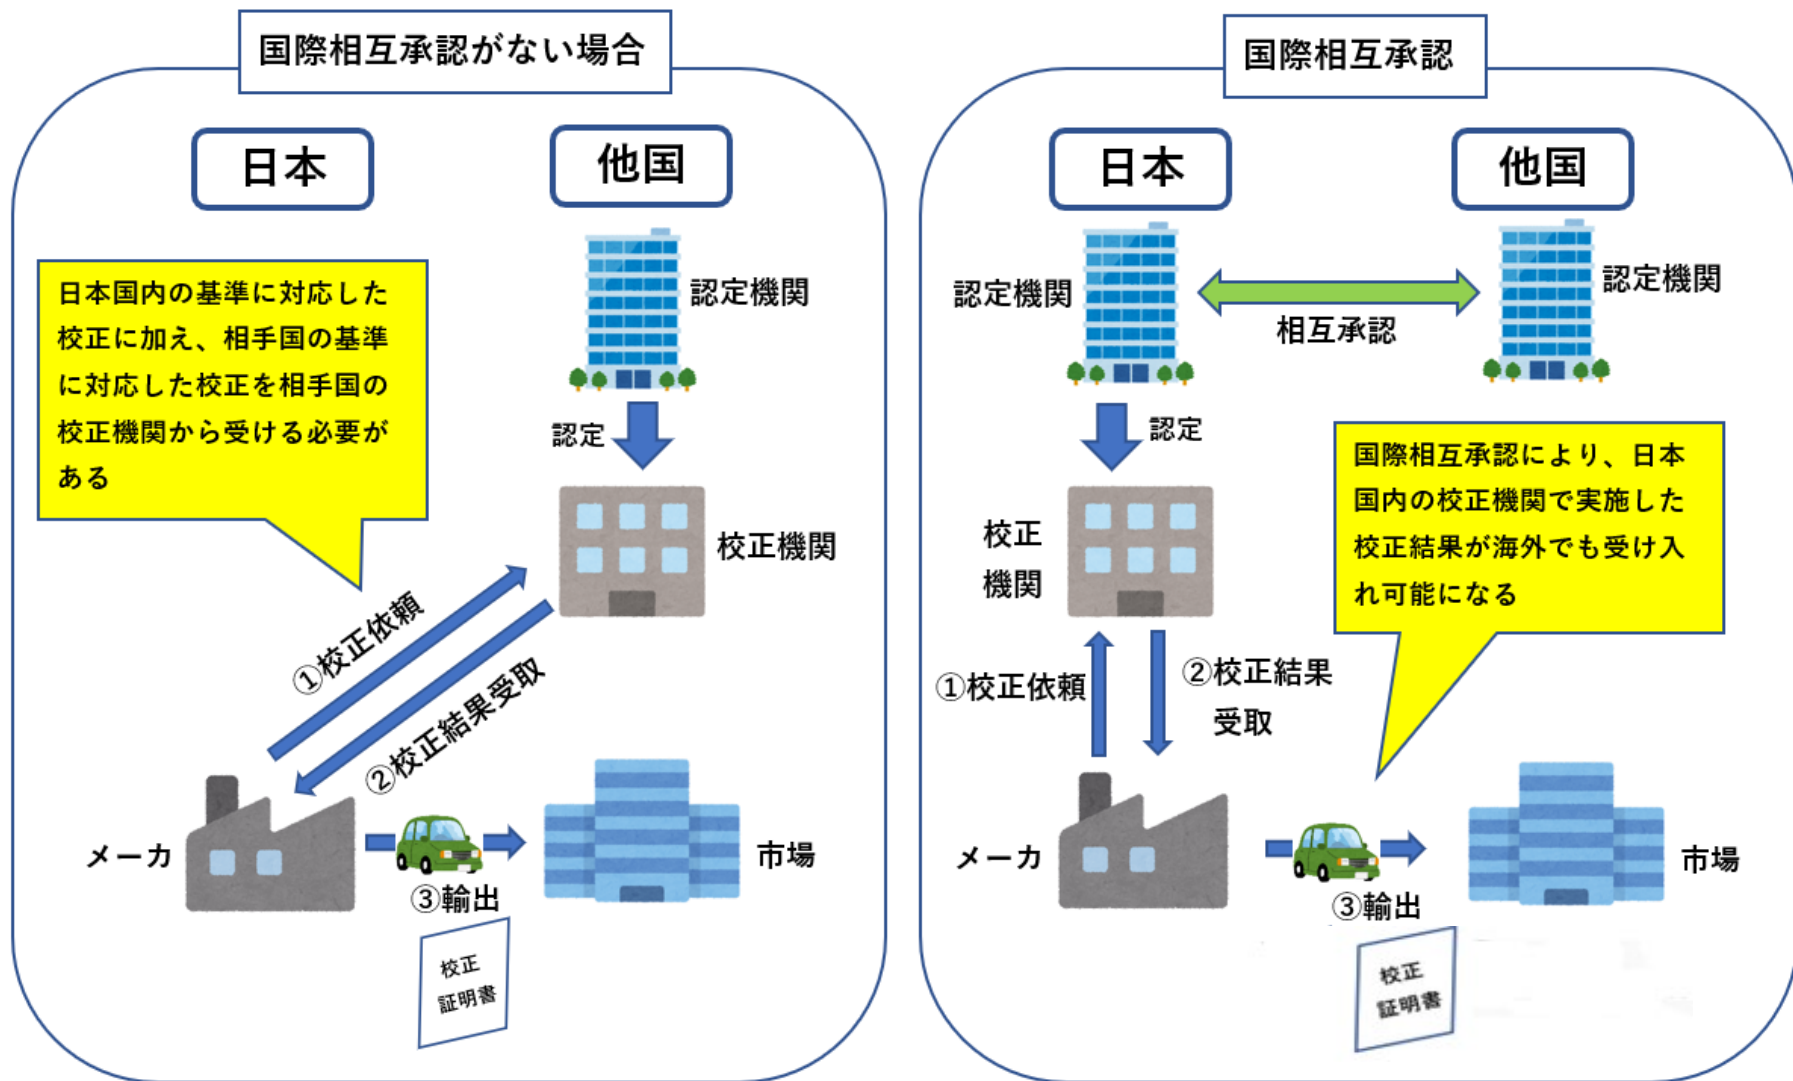 国際相互承認がない場合
日本
他国
認定機関
日本国内の基準に対応した
校正に加え、相手国の基準
に対応した校正を相手国の
校正機関から受ける必要が
ある
認定
校正機関
①校正依頼
②校正結果受取
メーカ
③輸出
市場
校正
証明書
国際相互承認
日本
他国
認定機関
相互承認
認定機関
認定
国際相互承認により、日本
国内の校正機関で実施した
校正結果が海外でも受け入
れ可能になる
校正
機関
①校正依頼
②校正結果
受取
メーカ
③輸出
市場
校正
証明書